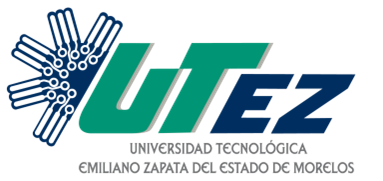 UTEZ
UNIVERSIDAD TECNOLÓGICA
EMILIANO ZAPATA DEL ESTADO DE MORELOS